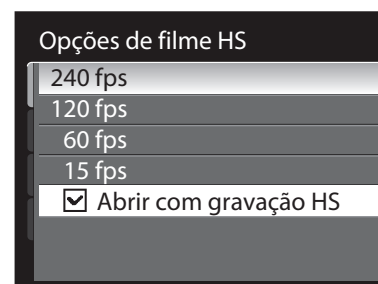 Opções de filme HS
240 fps
120 fps
60 fps
15 fps
Abrir com gravação HS